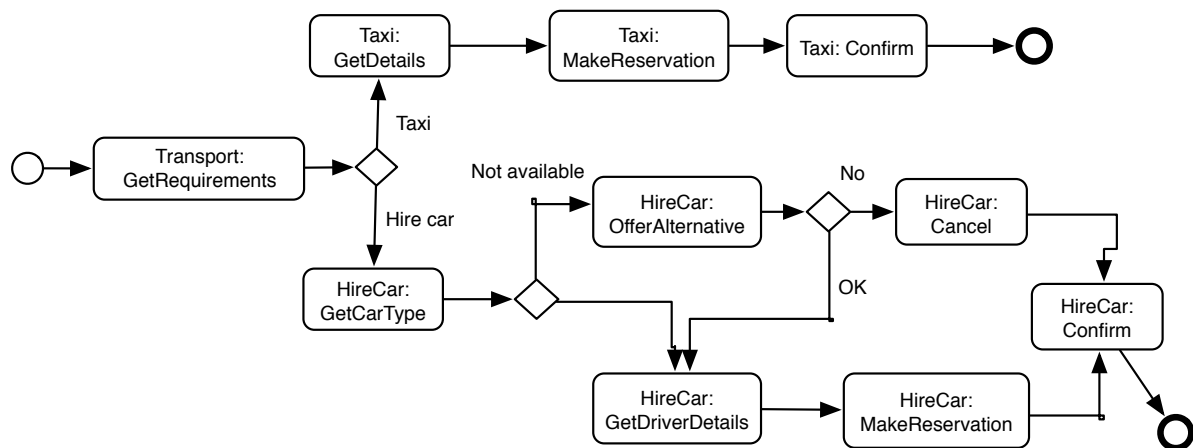 Taxi:
GetDetails
Taxi:
MakeReservation
Taxi: Confirm
Taxi
Transport:
GetRequirements
Not available
No
Hire car
HireCar:
OfferAlternative
HireCar:
Cancel
HireCar:
GetCarType
OK
HireCar:
Confirm
HireCar:
GetDriverDetails
HireCar:
MakeReservation